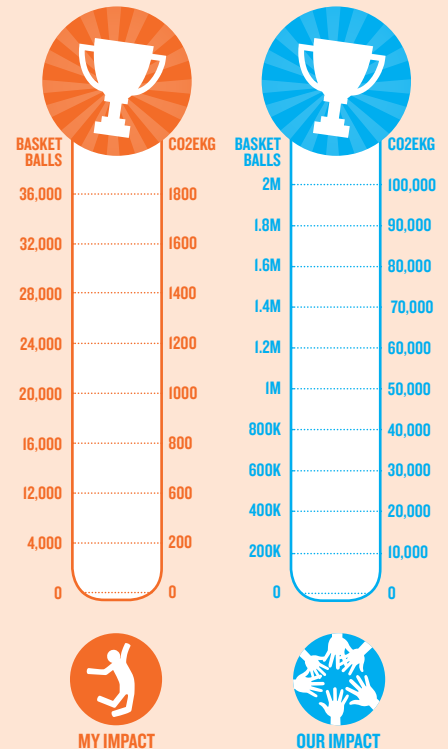 BASKET BALLS CO2EKG
36,000 1800
32,000 1600
28,000 1400
24,000 1200
20,000 1000
16,000 800
12,000 600
4,000 200
0 0
MY IMPACT
BASKET BALLS CO2EKG
2M 100,000
1.8M 90,000
1.6M 80,000
1.4M 70,000
1.2M 60,000
1M 50,000
800K 40,000
600K 30,000
400K 20,000
200K 10,000
0 0
OUR IMPACT